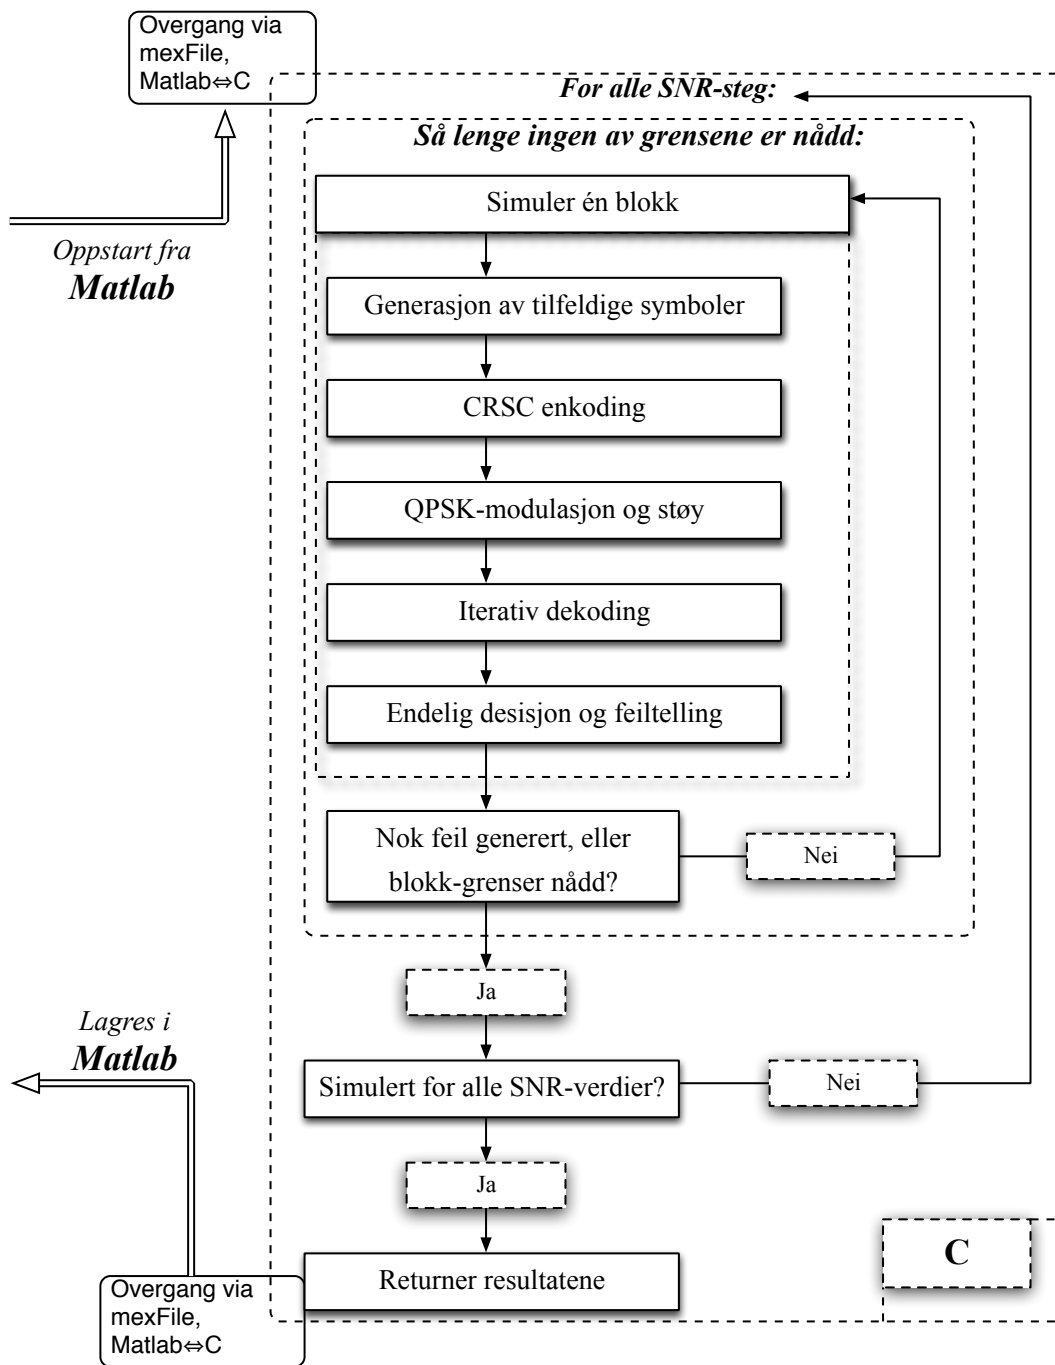 Overgang via
mexFile,
Matlab⇔C
For alle SNR-steg:
Så lenge ingen av grensene er nådd:
Simuler én blokk
Oppstart fra
Matlab
Generasjon av tilfeldige symboler
CRSC enkoding
QPSK-modulasjon og støy
Iterativ dekoding
Endelig desisjon og feiltelling
Nok feil generert, eller
blokk-grenser nådd?
Nei
Ja
Lagres i
Matlab
Simulert for alle SNR-verdier?
Nei
Ja
C
Returner resultatene
Overgang via
mexFile,
Matlab⇔C